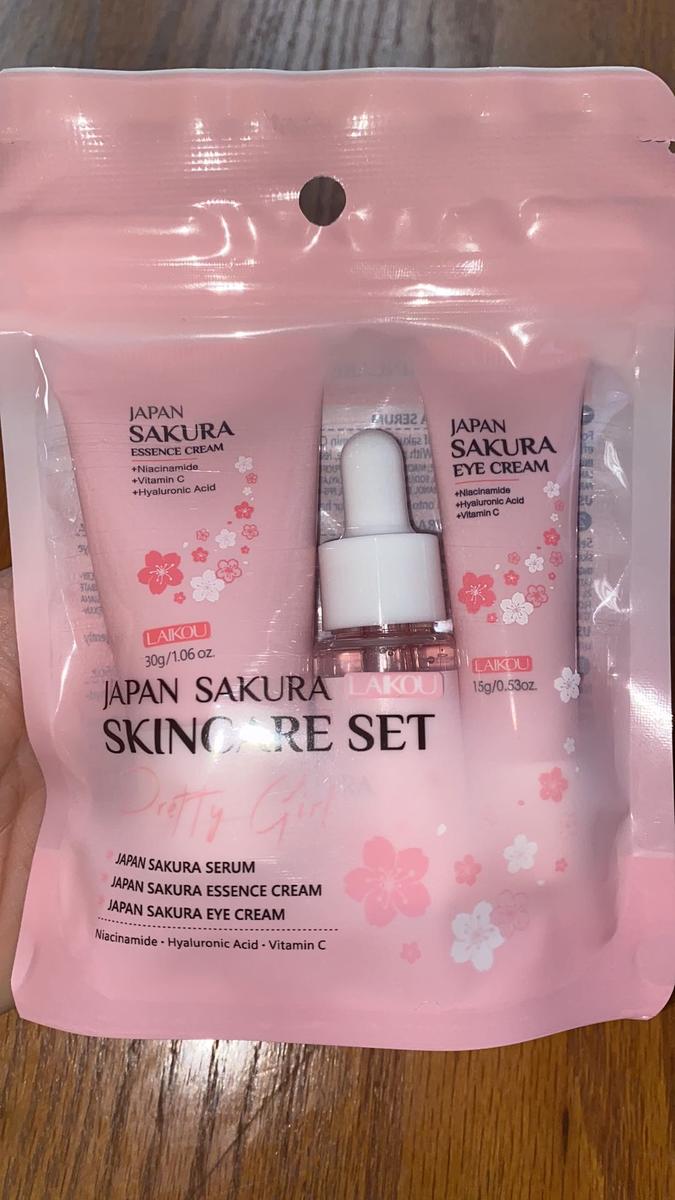 JAPAN
SAKURA
ESSENCE CREAM
+Niacinamide
+Vitamin C
+Hyaluronic Acid
LAIKOU
30g/1.06 oz.
JAPAN
SAKURA
EYE CREAM
+Niacinamide
+Hyaluronic Acid
+Vitamin C
LAIKOU
15g/0.53oz.
LAIKOU
JAPAN SAKURA
SKINCARE SET
Pretty Girl
JAPAN SAKURA SERUM
JAPAN SAKURA ESSENCE CREAM
JAPAN SAKURA EYE CREAM
Niacinamide · Hyaluronic Acid · Vitamin C